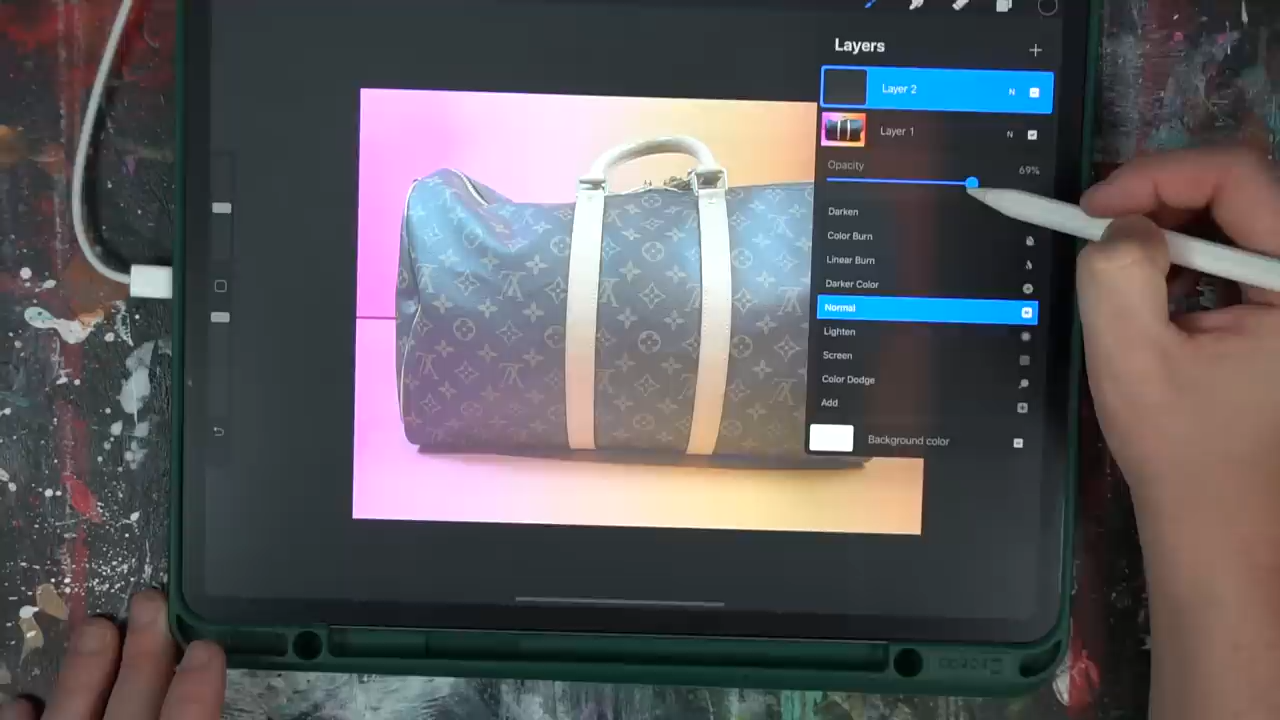 Layers
Layer 2
N
Layer 1
N
Opacity
69%
Darken
Color Burn
Linear Burn
Darker Color
Normal
N
Lighten
Screen
Color Dodge
Add
Background color